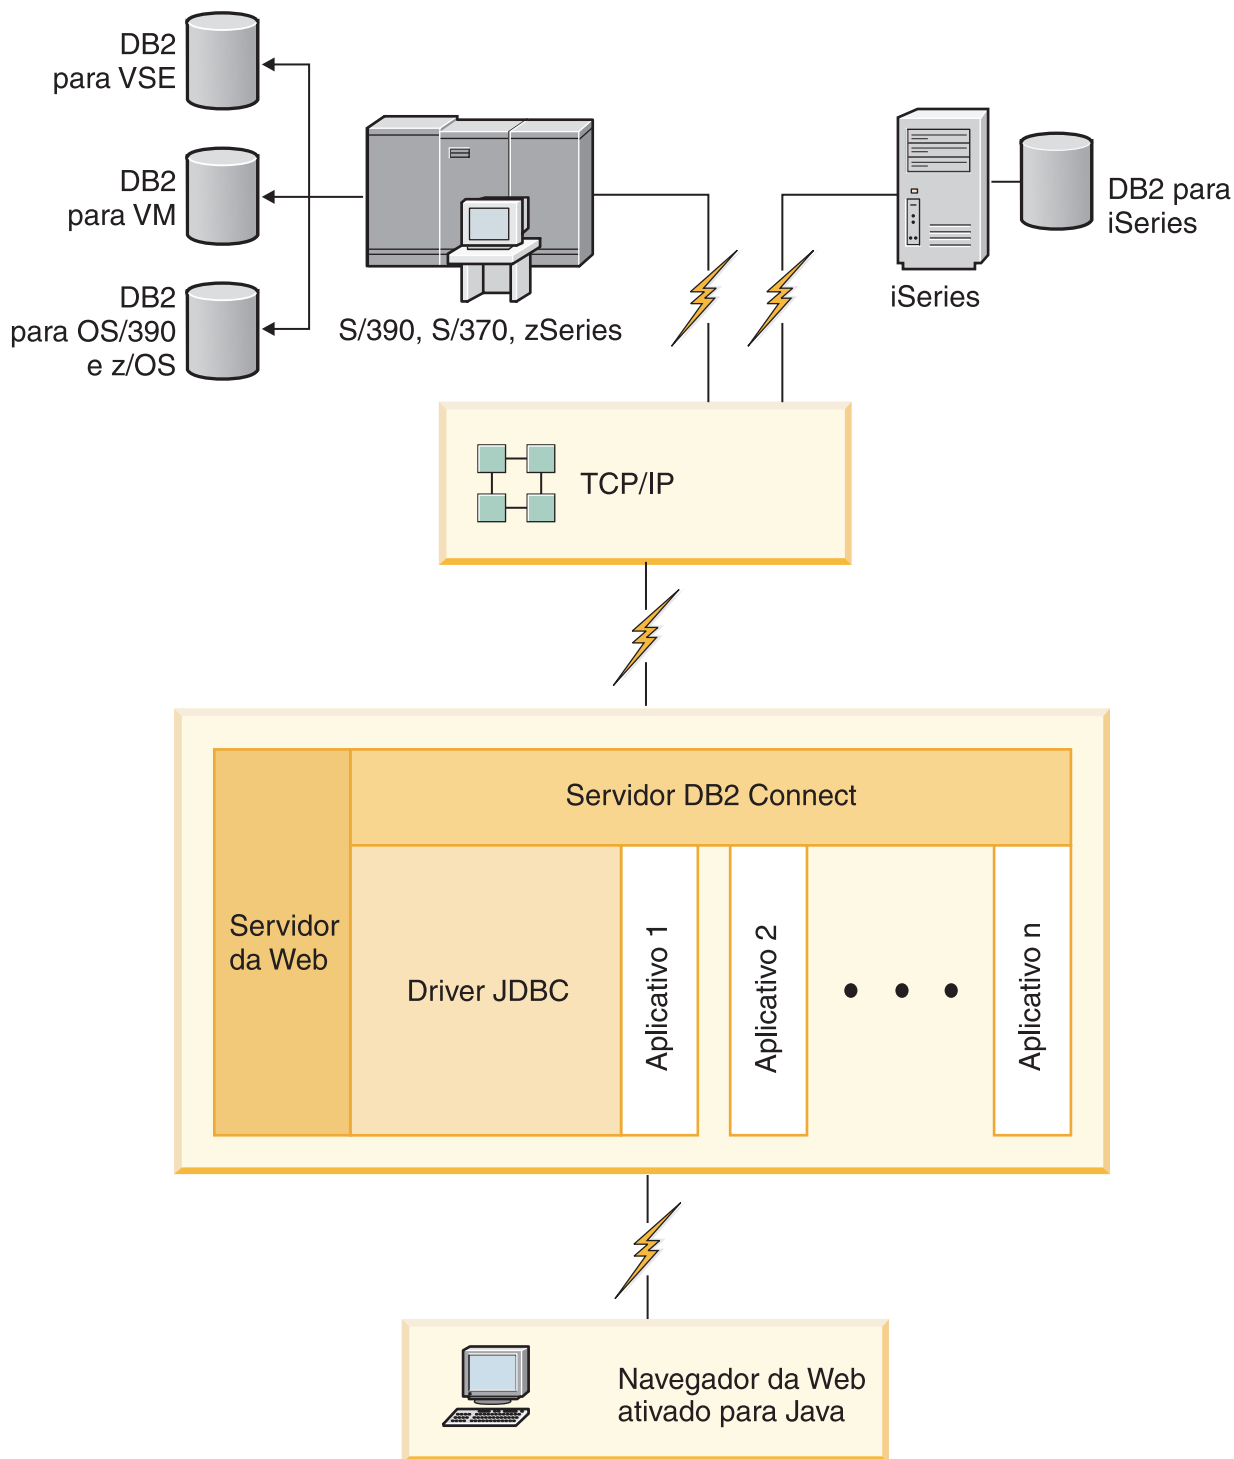 DB2
para VSE
DB2
para VM
DB2
para OS/390
e z/OS
S/390, S/370, zSeries
iSeries
DB2 para
iSeries
TCP/IP
Servidor DB2 Connect
Servidor
da Web
Driver JDBC
Aplicativo 1
Aplicativo 2
Aplicativo n
Navegador da Web
ativado para Java